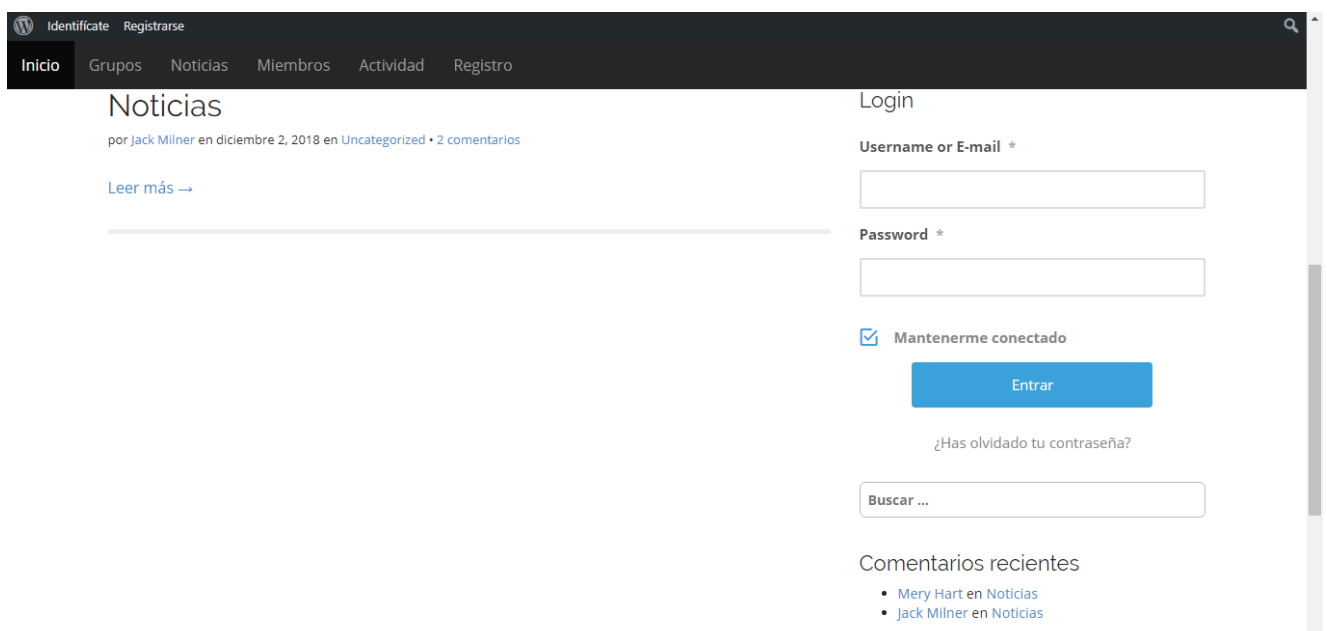 Identifícate Registrarse
Inicio Grupos Noticias Miembros Actividad Registro
Noticias
por Jack Milner en diciembre 2, 2018 en Uncategorized • 2 comentarios
Leer más →
Login
Username or E-mail *
Password *
Mantenerme conectado
Entrar
¿Has olvidado tu contraseña?
Buscar ...
Comentarios recientes
• Mery Hart en Noticias
• Jack Milner en Noticias